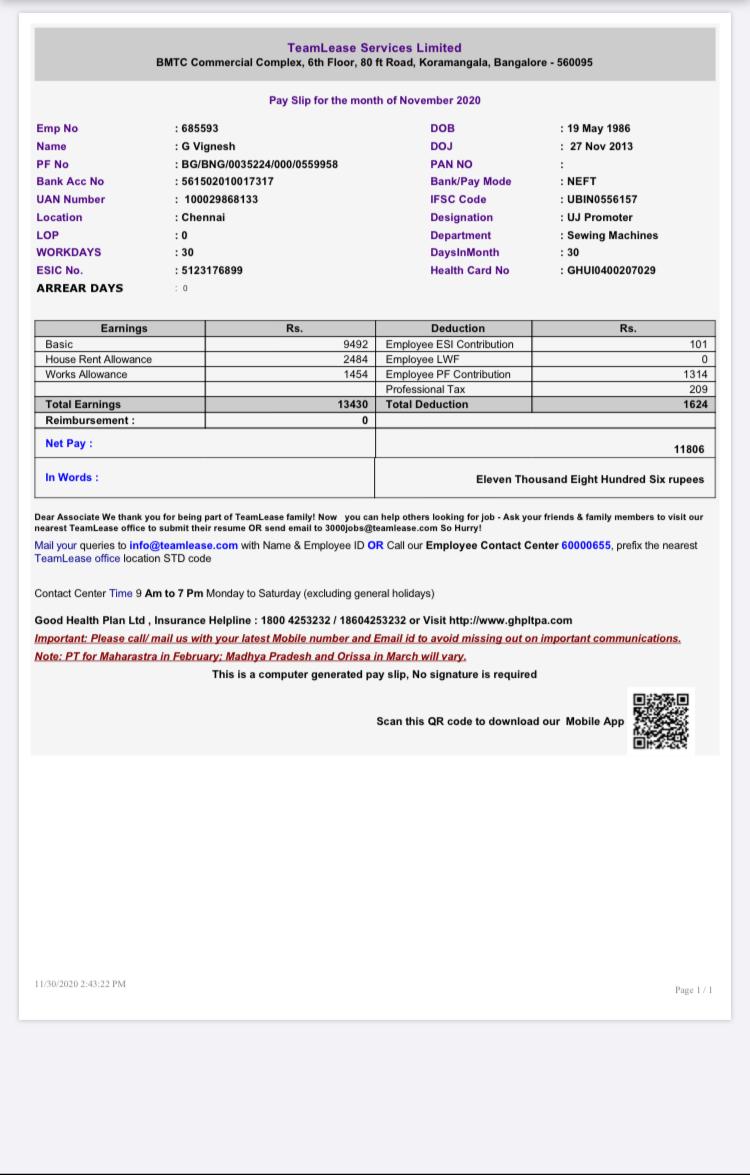 TeamLease Services Limited
BMTC Commercial Complex, 6th Floor, 80 ft Road, Koramangala, Bangalore - 560095
Pay Slip for the month of November 2020
Emp No : 685593 DOB : 19 May 1986
Name : G Vignesh DOJ : 27 Nov 2013
PF No : BG/BNG/0035224/000/0559958 PAN NO :
Bank Acc No : 561502010017317 Bank/Pay Mode : NEFT
UAN Number : 100029868133 IFSC Code : UBIN0556157
Location : Chennai Designation : UJ Promoter
LOP : 0 Department : Sewing Machines
WORKDAYS : 30 DaysInMonth : 30
ESIC No. : 5123176899 Health Card No : GHUI0400207029
ARREAR DAYS : 0
Earnings Rs. Deduction Rs.
Basic 9492 Employee ESI Contribution 101
House Rent Allowance 2484 Employee LWF 0
Works Allowance 1454 Employee PF Contribution 1314
Professional Tax 209
Total Earnings 13430 Total Deduction 1624
Reimbursement : 0
Net Pay : 11806
In Words : Eleven Thousand Eight Hundred Six rupees
Dear Associate We thank you for being part of TeamLease family! Now you can help others looking for job - Ask your friends & family members to visit our
nearest TeamLease office to submit their resume OR send email to 3000jobs@teamlease.com So Hurry!
Mail your queries to info@teamlease.com with Name & Employee ID OR Call our Employee Contact Center 60000655, prefix the nearest
TeamLease office location STD code
Contact Center Time 9 Am to 7 Pm Monday to Saturday (excluding general holidays)
Good Health Plan Ltd , Insurance Helpline : 1800 4253232 / 18604253232 or Visit http://www.ghpltpa.com
Important: Please call/ mail us with your latest Mobile number and Email id to avoid missing out on important communications.
Note: PT for Maharastra in February; Madhya Pradesh and Orissa in March will vary.
This is a computer generated pay slip, No signature is required
Scan this QR code to download our Mobile App
11/30/2020 2:43:22 PM
Page 1 / 1